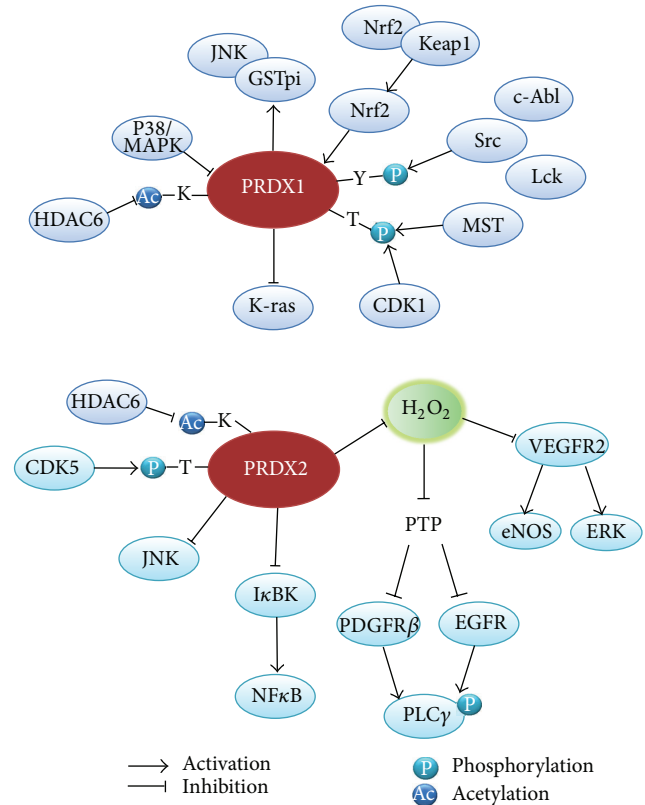 Nrf2
Keap1
JNK
GSTpi
Nrf2
c-Abl
P38/
MAPK
Src
PRDX1
Y
P
Lck
HDAC6
Ac
K
T
P
MST
K-ras
CDK1
HDAC6
Ac
K
H₂O₂
CDK5
P
T
PRDX2
VEGFR2
JNK
PTP
eNOS
ERK
IκBK
PDGFRβ
EGFR
NFκB
PLCγ
P
Activation
Inhibition
P Phosphorylation
Ac Acetylation